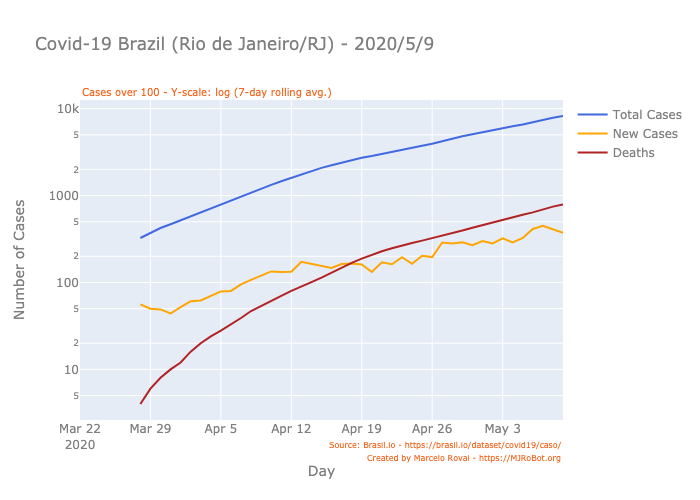 Covid-19 Brazil (Rio de Janeiro/RJ) - 2020/5/9
Cases over 100 - Y-scale: log (7-day rolling avg.)
10k
5
2
1000
5
2
100
5
2
10
5
Number of Cases
Total Cases
New Cases
Deaths
Mar 22
2020
Mar 29
Apr 5
Apr 12
Apr 19
Apr 26
May 3
Source: Brasil.io - https://brasil.io/dataset/covid19/caso/
Created by Marcelo Rovai - https://MJRoBot.org
Day